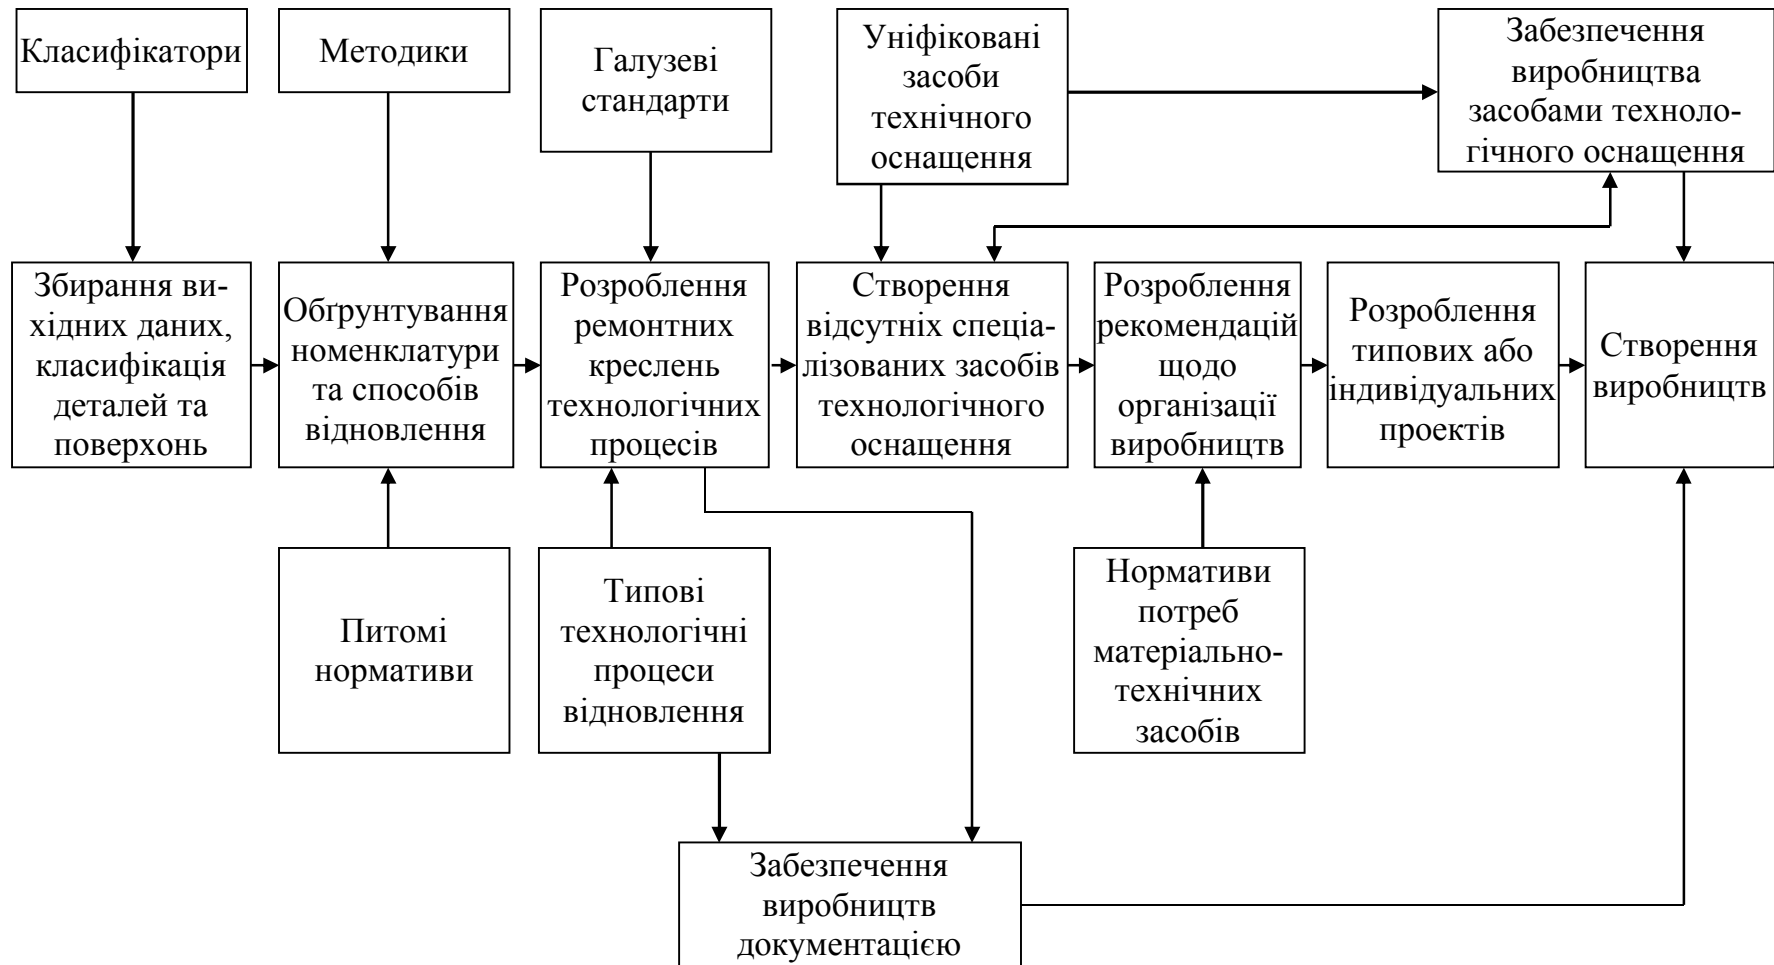 Класифікатори
Методики
Галузеві
стандарти
Уніфіковані
засоби
технічного
оснащення
Забезпечення
виробництва
засобами техноло-
гічного оснащення
Збирання ви-
хідних даних,
класифікація
деталей та
поверхонь
Обґрунтування
номенклатури
та способів
відновлення
Розроблення
ремонтних
креслень
технологічних
процесів
Створення
відсутніх спеціа-
лізованих засобів
технологічного
оснащення
Розроблення
рекомендацій
щодо
організації
виробництв
Розроблення
типових або
індивідуальних
проектів
Створення
виробництв
Питомі
нормативи
Типові
технологічні
процеси
відновлення
Нормативи
потреб
матеріально-
технічних
засобів
Забезпечення
виробництв
документацією